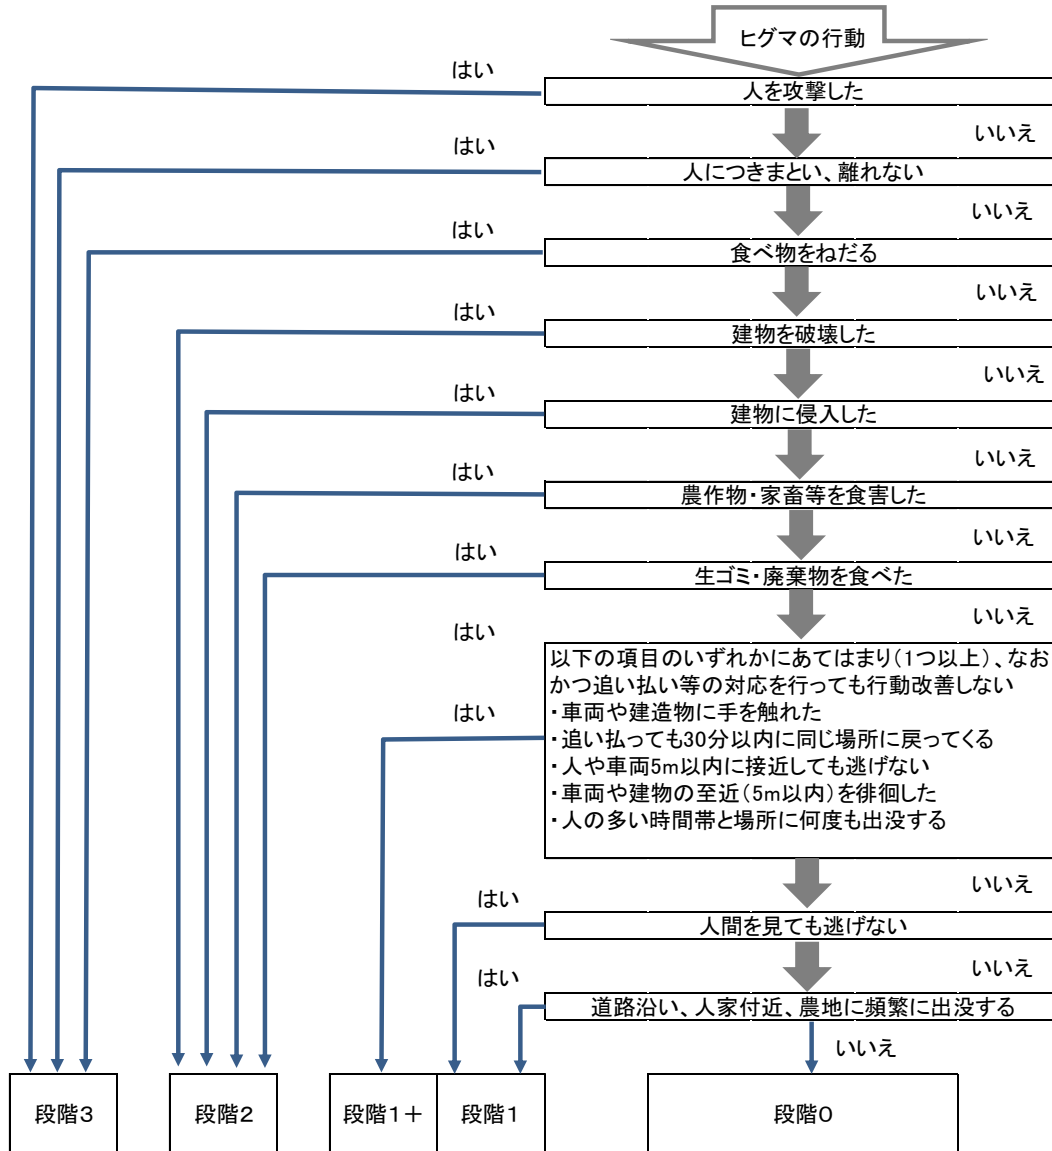 ヒグマの行動
はい
人を攻撃した
いいえ
はい
人につきまとい、離れない
いいえ
はい
食べ物をねだる
いいえ
はい
建物を破壊した
いいえ
はい
建物に侵入した
いいえ
はい
農作物・家畜等を食害した
いいえ
はい
生ゴミ・廃棄物を食べた
いいえ
はい
以下の項目のいずれかにあてはまり（1つ以上）、なお
かつ追い払い等の対応を行っても行動改善しない
・車両や建造物に手を触れた
はい
・追い払っても30分以内に同じ場所に戻ってくる
・人や車両5m以内に接近しても逃げない
・車両や建物の至近（5m以内）を徘徊した
・人の多い時間帯と場所に何度も出没する
いいえ
はい
人間を見ても逃げない
いいえ
はい
道路沿い、人家付近、農地に頻繁に出没する
いいえ
段階3
段階2
段階1＋
段階1
段階0